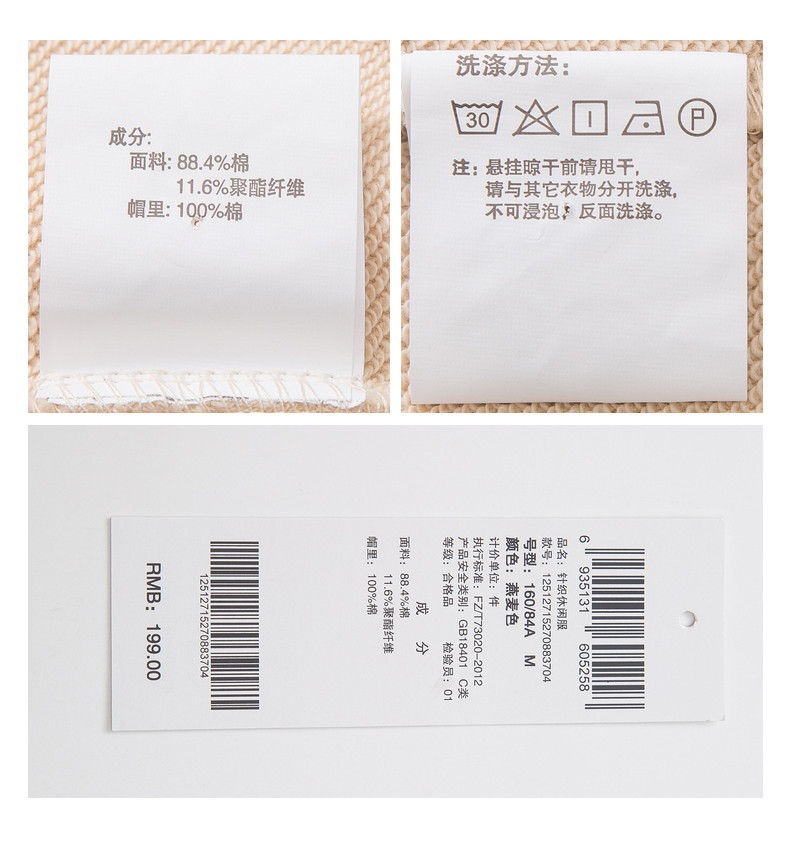 成分:
面料: 88.4%棉
11.6%聚酯纤维
帽里: 100%棉
洗涤方法:
30
P
注: 悬挂晾干前请甩干,
请与其它衣物分开洗涤,
不可浸泡, 反面洗涤。
6 935131 605258
品名: 针织休闲服
款号: 12512715270883704
号型: 160/84A M
颜色: 燕麦色
计价单位: 件
执行标准: FZ/T73020-2012
产品安全类别: GB18401 C类
等级: 合格品 检验员: 01
成 分
面料: 88.4%棉
11.6%聚酯纤维
帽里: 100%棉
12512715270883704
RMB: 199.00